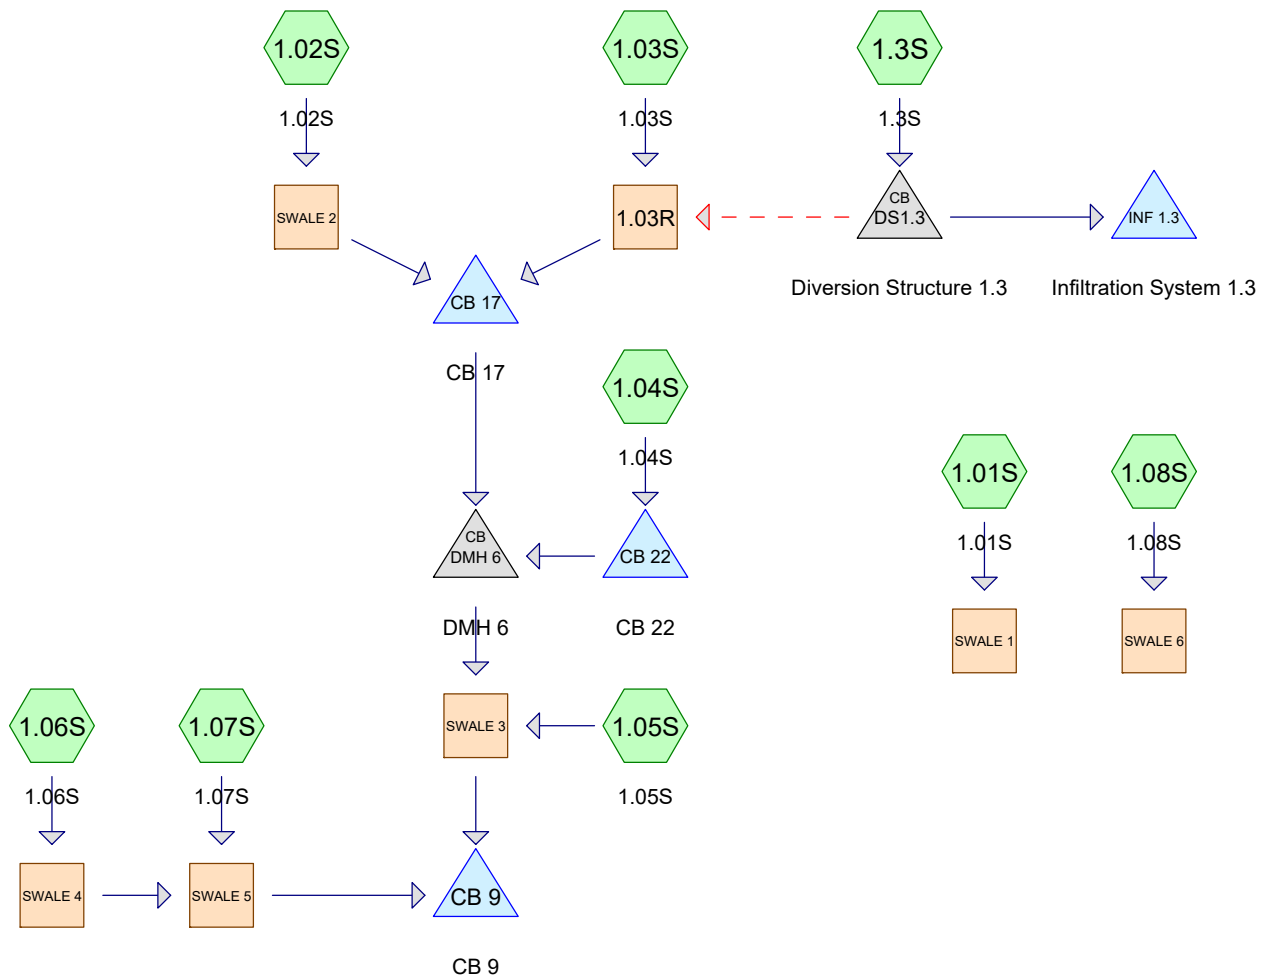 1.02S
1.03S
1.3S
1.02S
1.03S
1.3S
SWALE 2
1.03R
CB
DS1.3
INF 1.3
Diversion Structure 1.3
Infiltration System 1.3
CB 17
CB 17
1.04S
1.04S
1.01S
1.08S
1.01S
1.08S
CB
DMH 6
CB 22
DMH 6
CB 22
SWALE 1
SWALE 6
1.06S
1.07S
SWALE 3
1.05S
1.06S
1.07S
1.05S
SWALE 4
SWALE 5
CB 9
CB 9